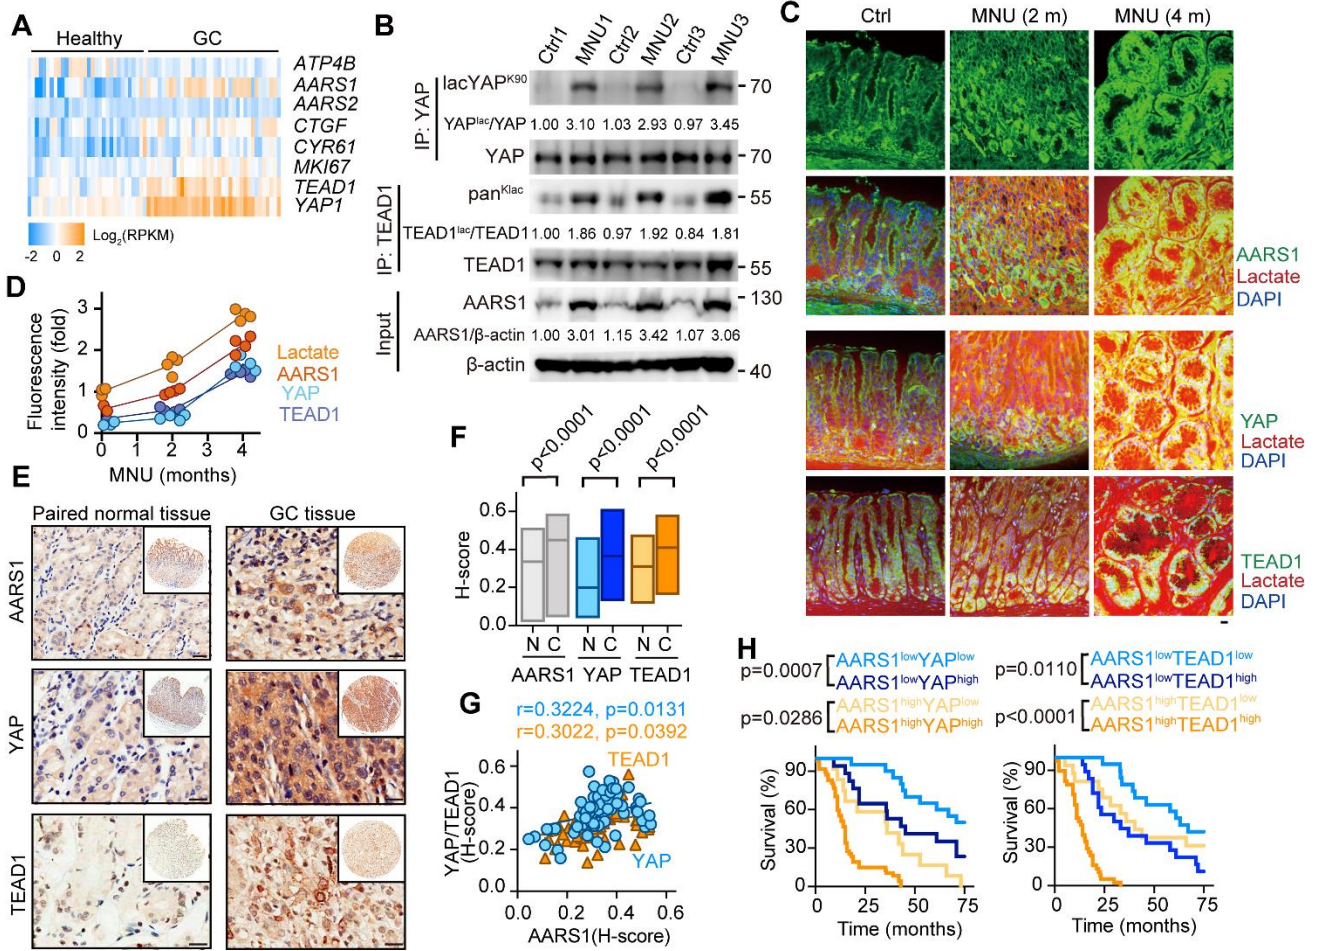 A
Healthy
GC
ATP4B
AARS1
AARS2
CTGF
CYR61
MKI67
TEAD1
YAP1
Log2(RPKM)
-2 0 2
B
Ctrl1
MNU1
Ctrl2
MNU2
Ctrl3
MNU3
IP: YAP
lacYAPK90
70
YAPlac/YAP 1.00 3.10 1.03 2.93 0.97 3.45
YAP
70
IP: TEAD1
panKlac
55
TEAD1lac/TEAD1 1.00 1.86 0.97 1.92 0.84 1.81
TEAD1
55
Input
AARS1
130
AARS1/β-actin 1.00 3.01 1.15 3.42 1.07 3.06
β-actin
40
C
Ctrl
MNU (2 m)
MNU (4 m)
AARS1
Lactate
DAPI
YAP
Lactate
DAPI
TEAD1
Lactate
DAPI
D
Fluorescence
intensity (fold)
3
2
1
0
0 1 2 3 4
MNU (months)
Lactate
AARS1
YAP
TEAD1
E
Paired normal tissue
GC tissue
AARS1
YAP
TEAD1
F
p<0.0001
p<0.0001
p<0.0001
H-score
0.6
0.4
0.2
0.0
N C N C N C
AARS1 YAP TEAD1
G
r=0.3224, p=0.0131
r=0.3022, p=0.0392
TEAD1
YAP
YAP/TEAD1
(H-score)
0.6
0.4
0.2
0.0
0.0 0.2 0.4 0.6
AARS1(H-score)
H
p=0.0007
AARS1lowYAPlow
AARS1lowYAPhigh
p=0.0286
AARS1highYAPlow
AARS1highYAPhigh
p=0.0110
AARS1lowTEAD1low
AARS1lowTEAD1high
p<0.0001
AARS1highTEAD1low
AARS1highTEAD1high
Survival (%)
90
60
30
0
0 25 50 75
Time (months)
Survival (%)
90
60
30
0
0 25 50 75
Time (months)